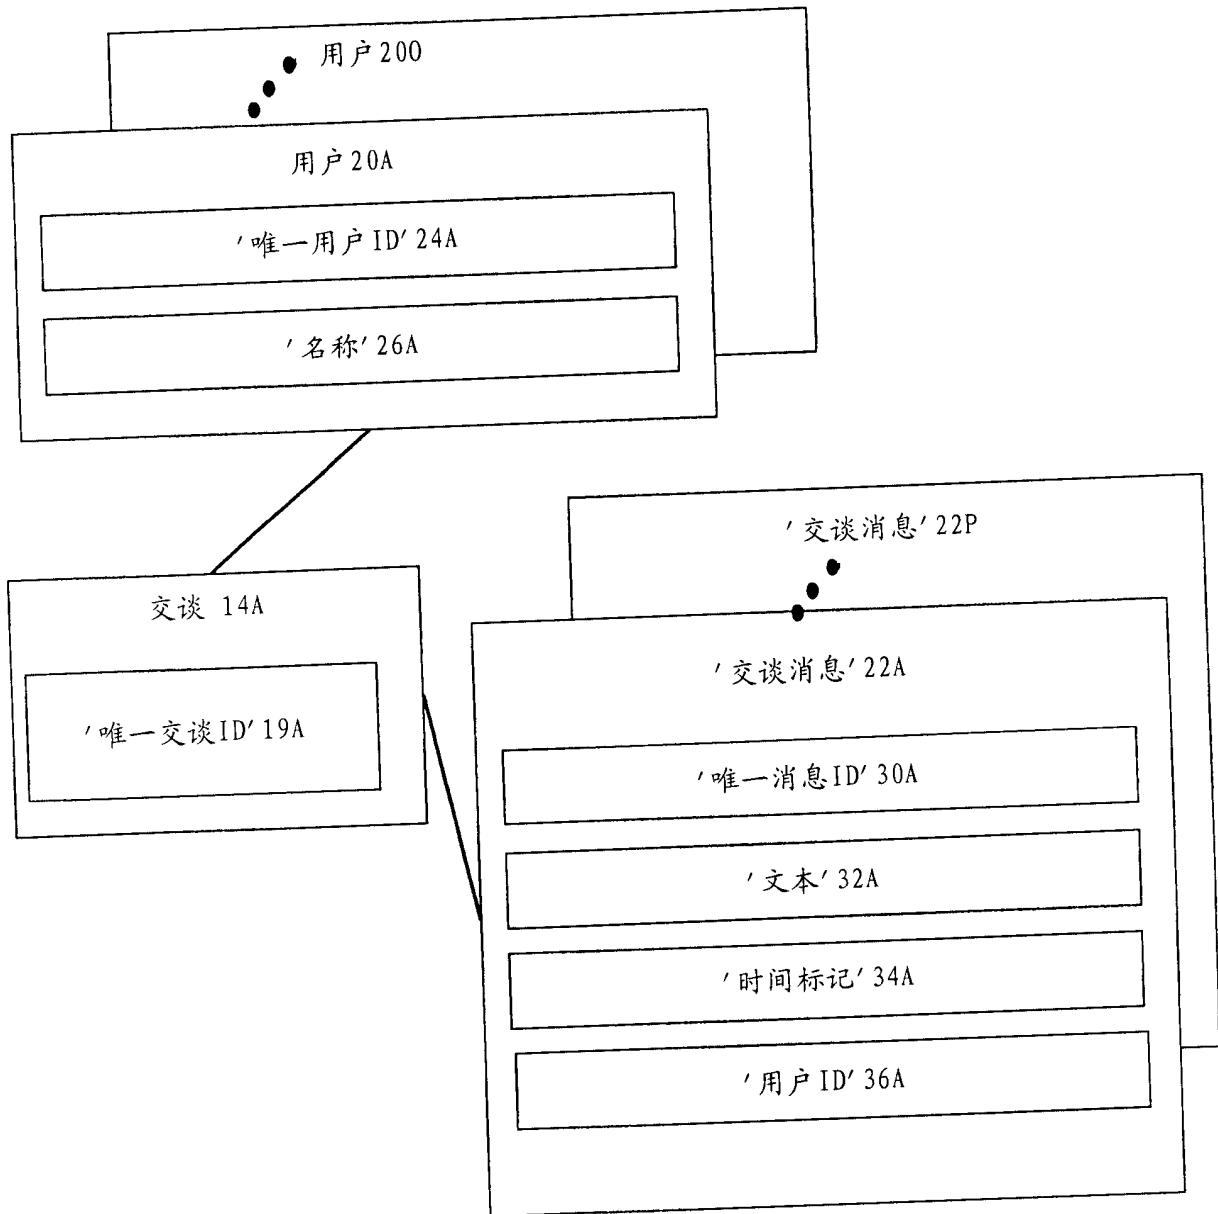 用户20O
用户20A
'唯一用户ID'24A
'名称'26A
'交谈消息'22P
交谈 14A
'交谈消息'22A
'唯一交谈ID'19A
'唯一消息ID'30A
'文本'32A
'时间标记'34A
'用户ID'36A